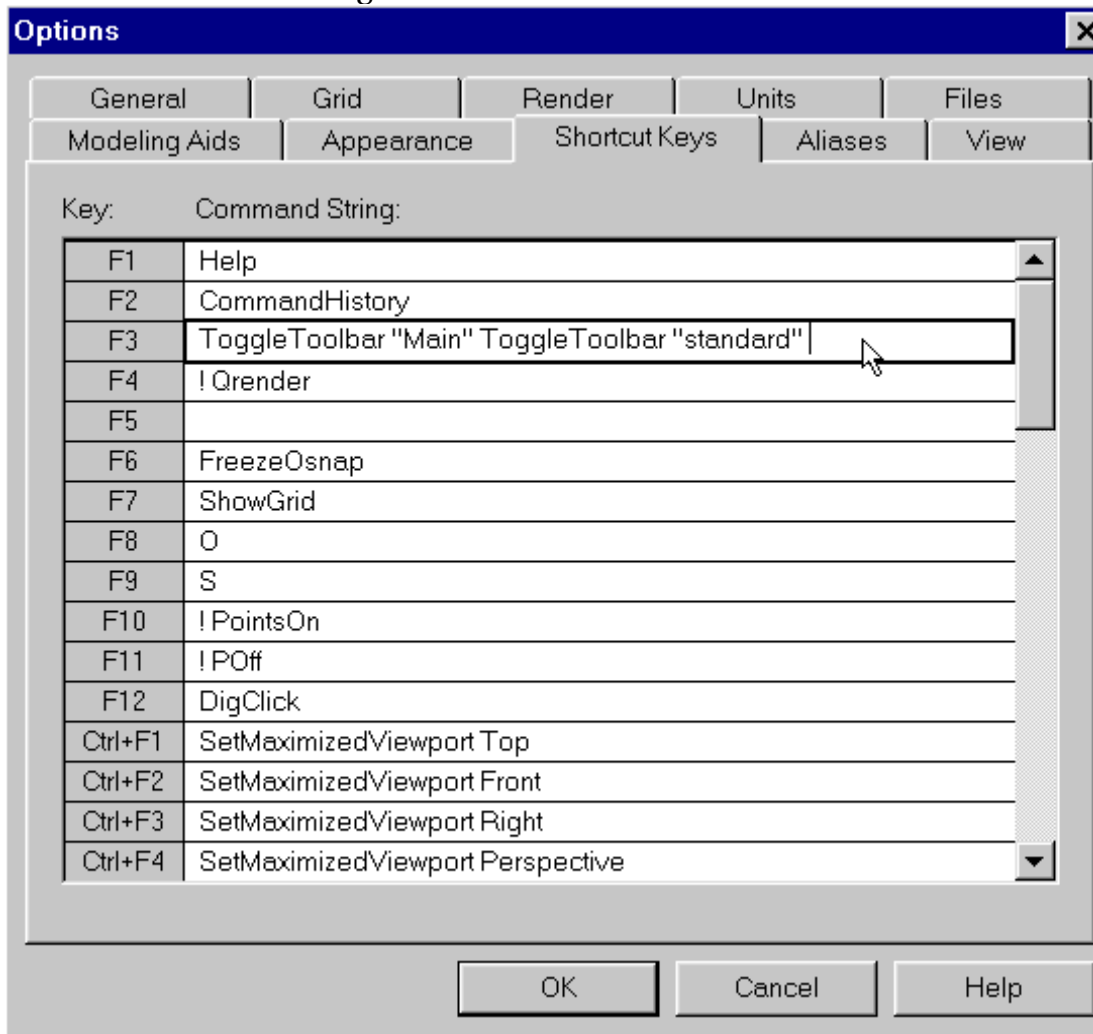 Options
General Grid Render Units Files
Modeling Aids Appearance Shortcut Keys Aliases View
Key: Command String:
F1 Help
F2 CommandHistory
F3 ToggleToolbar "Main" ToggleToolbar "standard"
F4 ! Qrender
F5
F6 FreezeOsnap
F7 ShowGrid
F8 O
F9 S
F10 ! PointsOn
F11 ! POff
F12 DigClick
Ctrl+F1 SetMaximizedViewport Top
Ctrl+F2 SetMaximizedViewport Front
Ctrl+F3 SetMaximizedViewport Right
Ctrl+F4 SetMaximizedViewport Perspective
OK Cancel Help